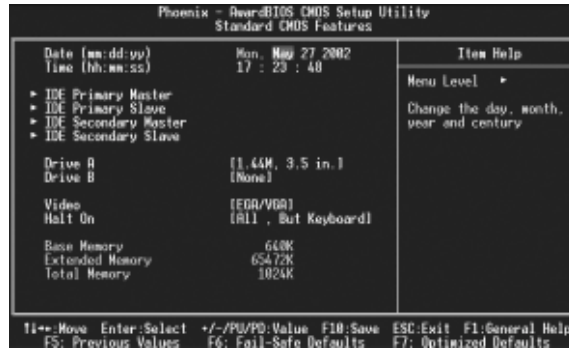 Phoenix - AwardBIOS CMOS Setup Utility
Standard CMOS Features
Date (mm:dd:yy) Mon, May 27 2002
Time (hh:mm:ss) 17 : 23 : 48
► IDE Primary Master
► IDE Primary Slave
► IDE Secondary Master
► IDE Secondary Slave
Drive A [1.44M, 3.5 in.]
Drive B [None]
Video [EGA/VGA]
Halt On [All , But Keyboard]
Base Memory 640K
Extended Memory 65472K
Total Memory 1024K
Item Help
Menu Level ►
Change the day, month,
year and century
↑↓→←:Move Enter:Select +/-/PU/PD:Value F10:Save ESC:Exit F1:General Help
F5: Previous Values F6: Fail-Safe Defaults F7: Optimized Defaults